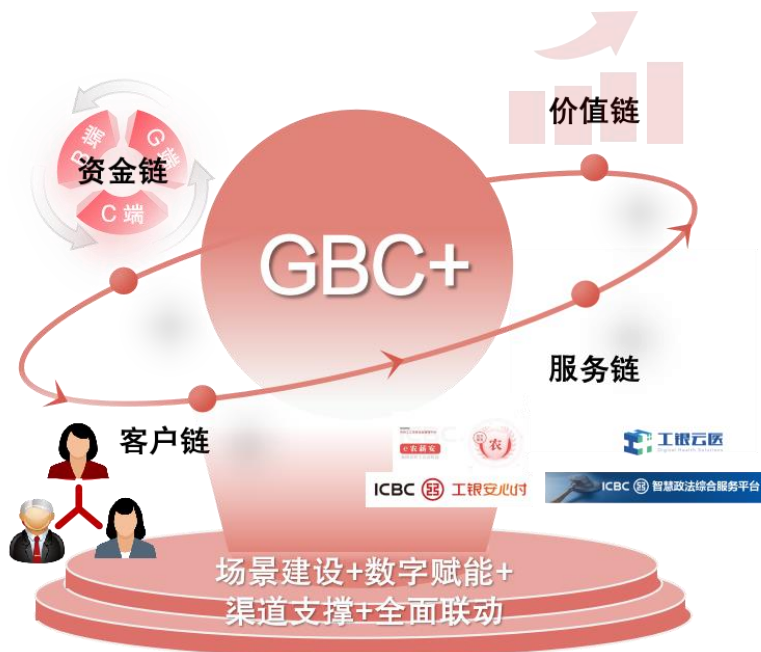 价值链
B端
G端
资金链
C端
GBC+
服务链
客户链
e农薪安
农
工银云医
Digital Health Solutions
ICBC 工银安心付
ICBC 智慧政法综合服务平台
场景建设+数字赋能+
渠道支撑+全面联动